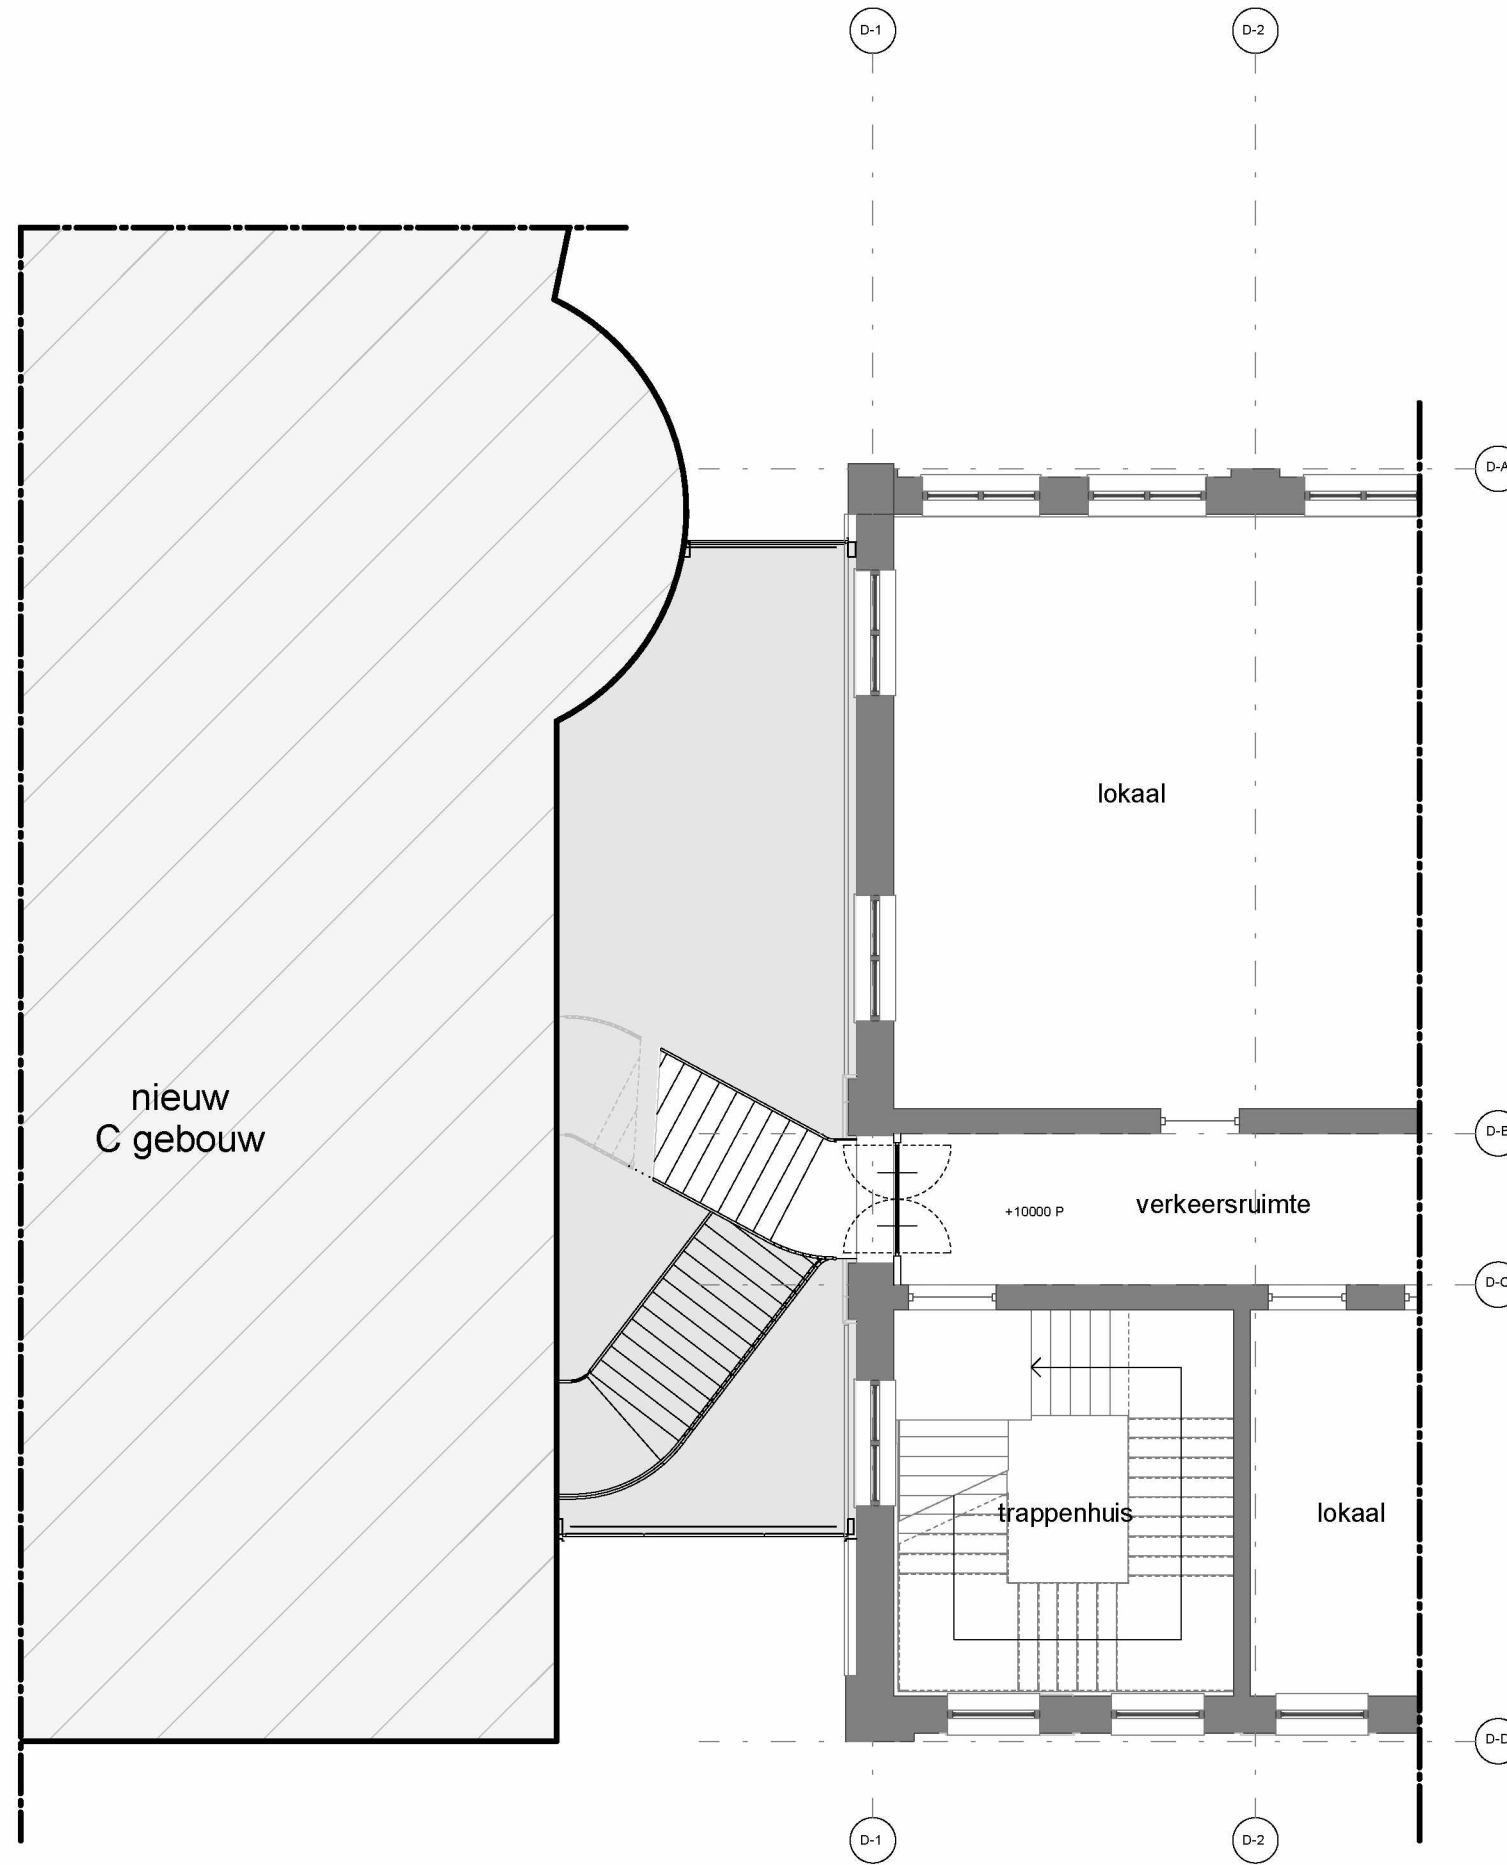 D-1
D-2
D-A
lokaal
nieuw
C gebouw
D-B
+10000 P
verkeersruimte
D-C
trappenhuis
lokaal
D-D
D-1
D-2